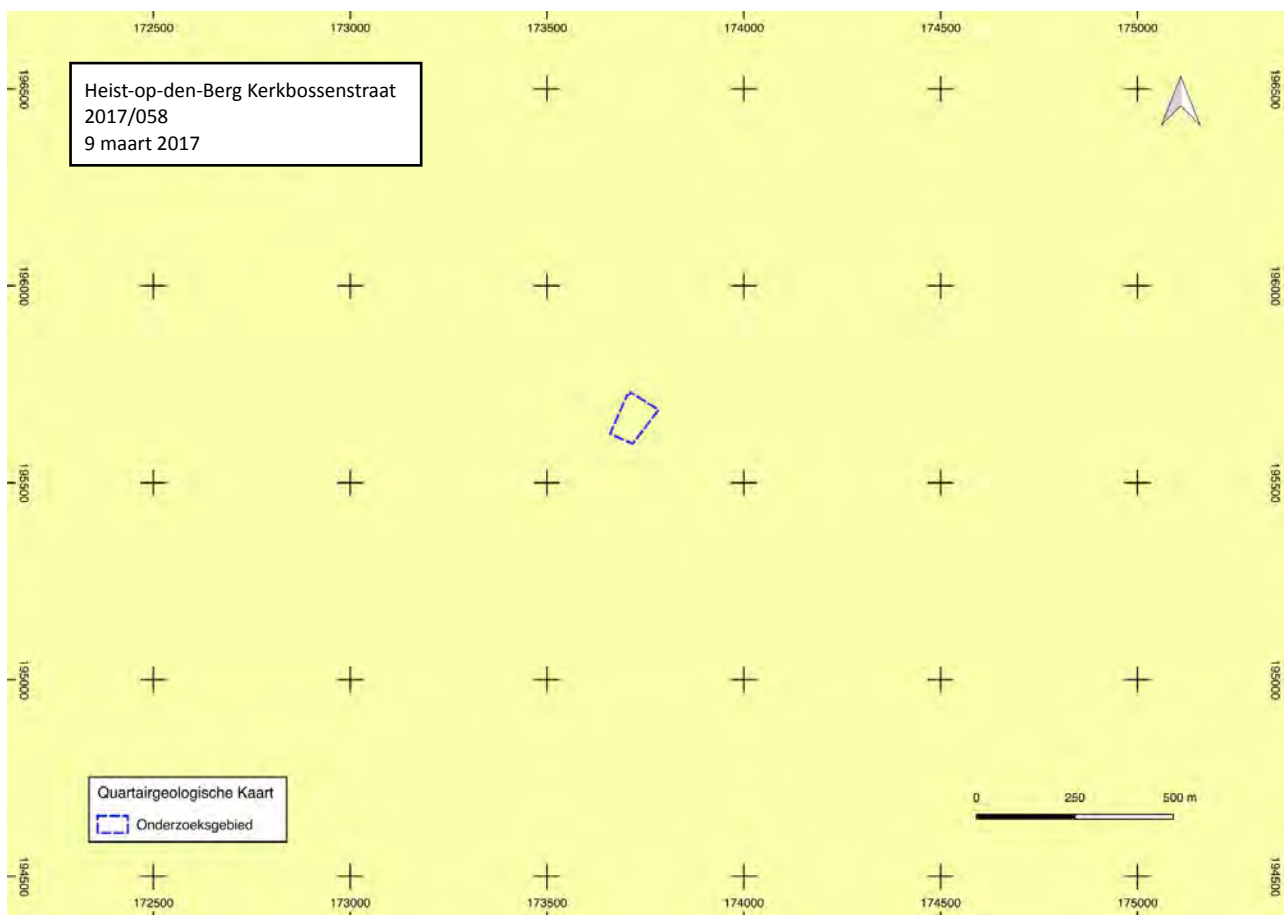 172500 173000 173500 174000 174500 175000
Heist-op-den-Berg Kerkbossenstraat
2017/058
9 maart 2017
196500 196500
196000 196000
195500 195500
195000 195000
Quartairgeologische Kaart
Onderzoeksgebied
0 250 500 m
194500 194500
172500 173000 173500 174000 174500 175000